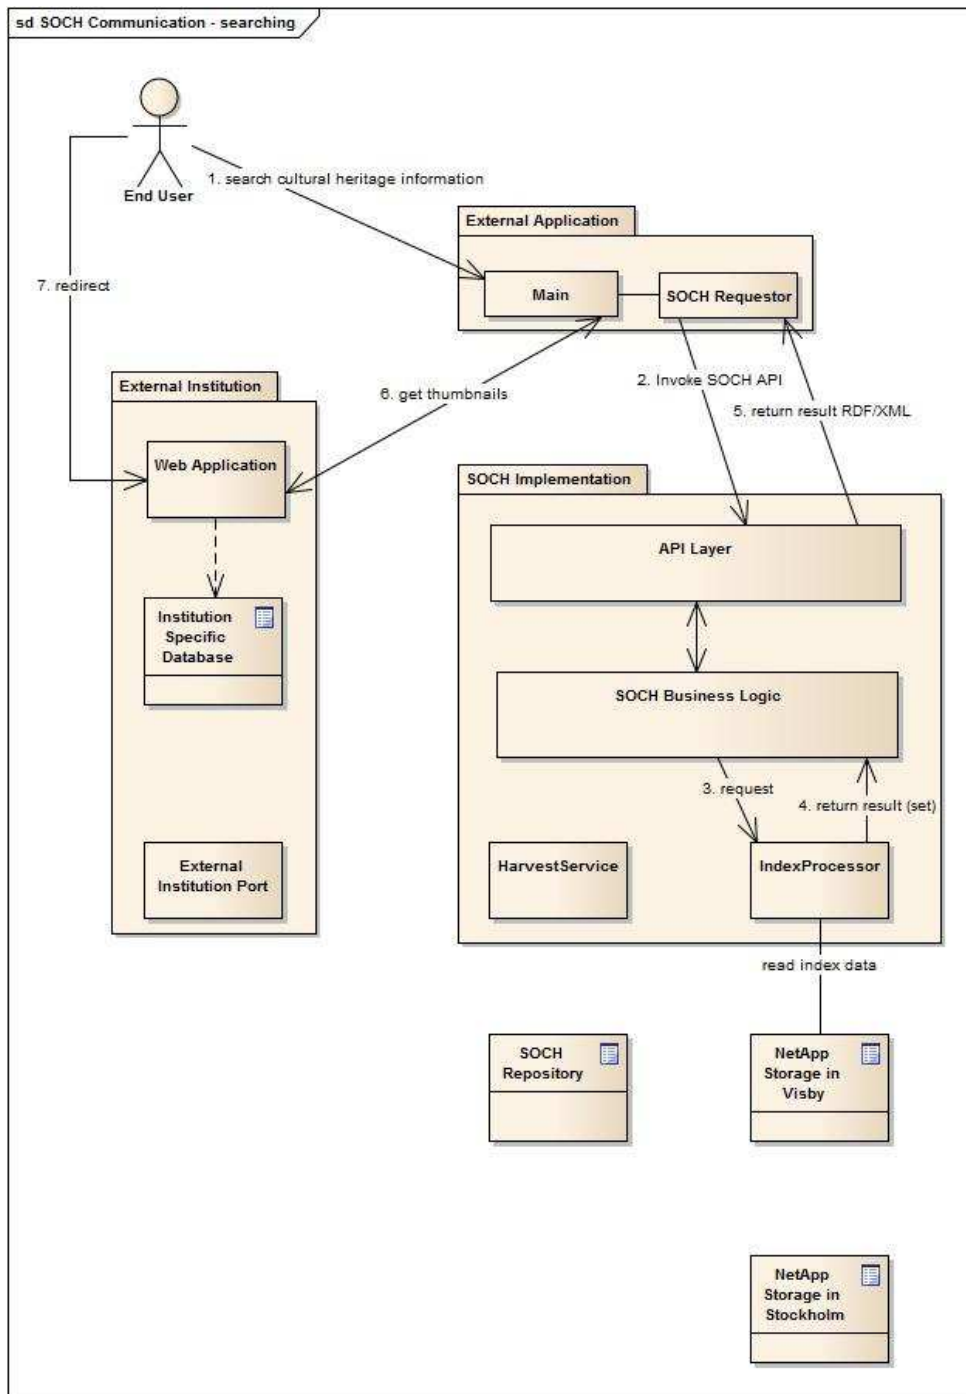 sd SOCH Communication - searching
End User
1. search cultural heritage information
External Application
Main
SOCH Requestor
7. redirect
External Institution
6. get thumbnails
2. Invoke SOCH API
5. return result RDF/XML
Web Application
SOCH Implementation
API Layer
Institution
Specific
Database
SOCH Business Logic
3. request
4. return result (set)
External
Institution Port
HarvestService
IndexProcessor
read index data
SOCH
Repository
NetApp
Storage in
Visby
NetApp
Storage in
Stockholm